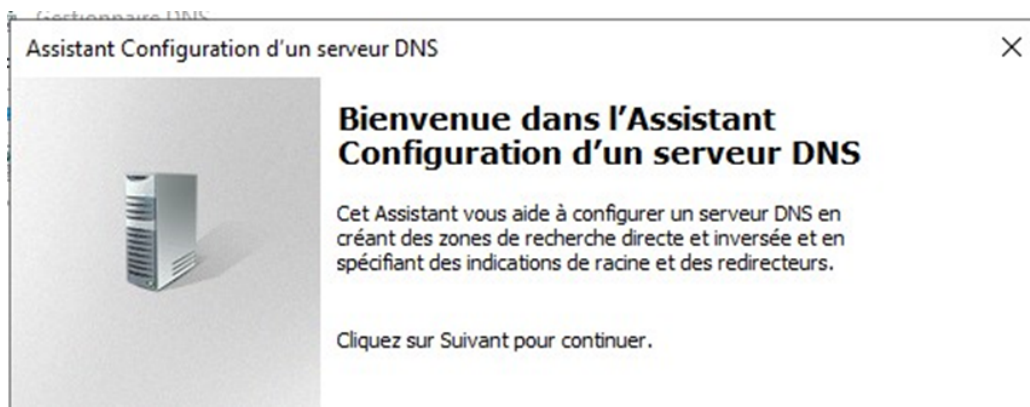 Gestionnaire DNS
Assistant Configuration d'un serveur DNS
Bienvenue dans l’Assistant
Configuration d’un serveur DNS
Cet Assistant vous aide à configurer un serveur DNS en
créant des zones de recherche directe et inversée et en
spécifiant des indications de racine et des redirecteurs.
Cliquez sur Suivant pour continuer.